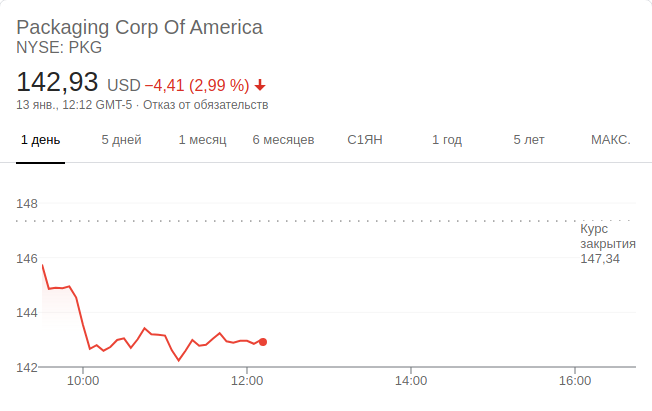 Packaging Corp Of America
NYSE: PKG
142,93 USD −4,41 (2,99 %)
13 янв., 12:12 GMT-5 · Отказ от обязательств
1 день 5 дней 1 месяц 6 месяцев С1ЯН 1 год 5 лет МАКС.
148
Курс
закрытия
147,34
146
144
142
10:00 12:00 14:00 16:00